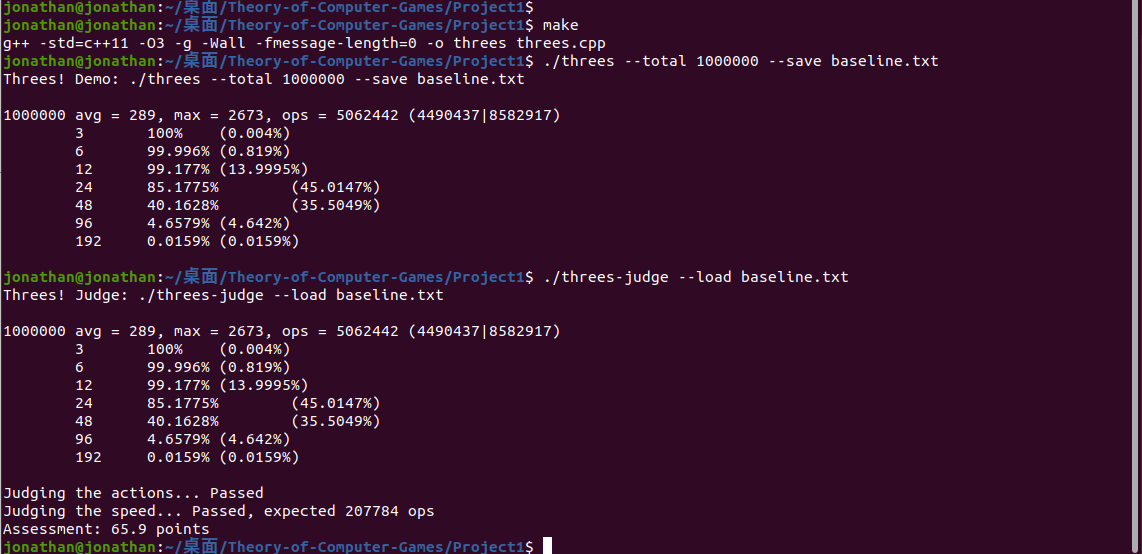 jonathan@jonathan:~/桌面/Theory-of-Computer-Games/Project1$
jonathan@jonathan:~/桌面/Theory-of-Computer-Games/Project1$ make
g++ -std=c++11 -O3 -g -Wall -fmessage-length=0 -o threes threes.cpp
jonathan@jonathan:~/桌面/Theory-of-Computer-Games/Project1$ ./threes --total 1000000 --save baseline.txt
Threes! Demo: ./threes --total 1000000 --save baseline.txt
1000000 avg = 289, max = 2673, ops = 5062442 (4490437|8582917)
3 100% (0.004%)
6 99.996% (0.819%)
12 99.177% (13.9995%)
24 85.1775% (45.0147%)
48 40.1628% (35.5049%)
96 4.6579% (4.642%)
192 0.0159% (0.0159%)
jonathan@jonathan:~/桌面/Theory-of-Computer-Games/Project1$ ./threes-judge --load baseline.txt
Threes! Judge: ./threes-judge --load baseline.txt
1000000 avg = 289, max = 2673, ops = 5062442 (4490437|8582917)
3 100% (0.004%)
6 99.996% (0.819%)
12 99.177% (13.9995%)
24 85.1775% (45.0147%)
48 40.1628% (35.5049%)
96 4.6579% (4.642%)
192 0.0159% (0.0159%)
Judging the actions... Passed
Judging the speed... Passed, expected 207784 ops
Assessment: 65.9 points
jonathan@jonathan:~/桌面/Theory-of-Computer-Games/Project1$